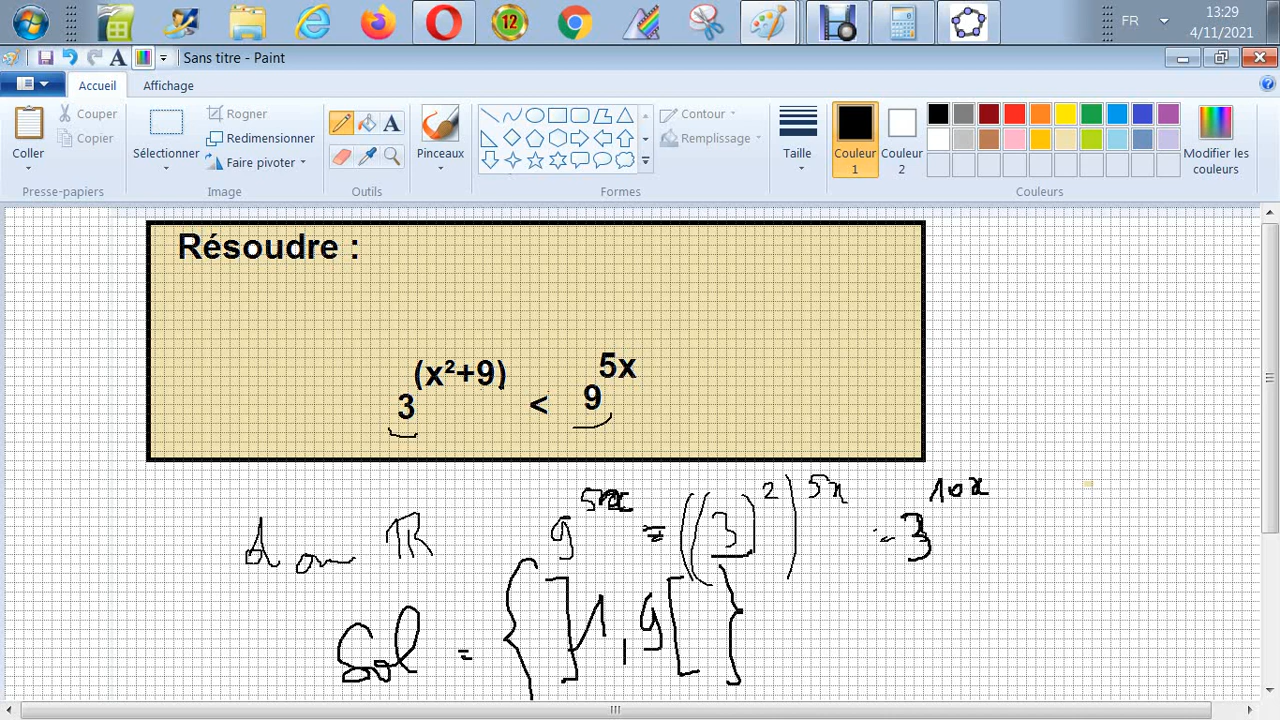 12
FR
13:29
4/11/2021
Sans titre - Paint
Accueil
Affichage
Coller
Couper
Copier
Presse-papiers
Sélectionner
Rogner
Redimensionner
Faire pivoter
Image
A
Outils
Pinceaux
Contour
Remplissage
Formes
Taille
Couleur 1
Couleur 2
Modifier les couleurs
Couleurs
Résoudre :
3^(x²+9) < 9^5x
dom ℝ 9^5x = ((3)^2)^5x = 3^10x
Sol = { ]1,9[ }